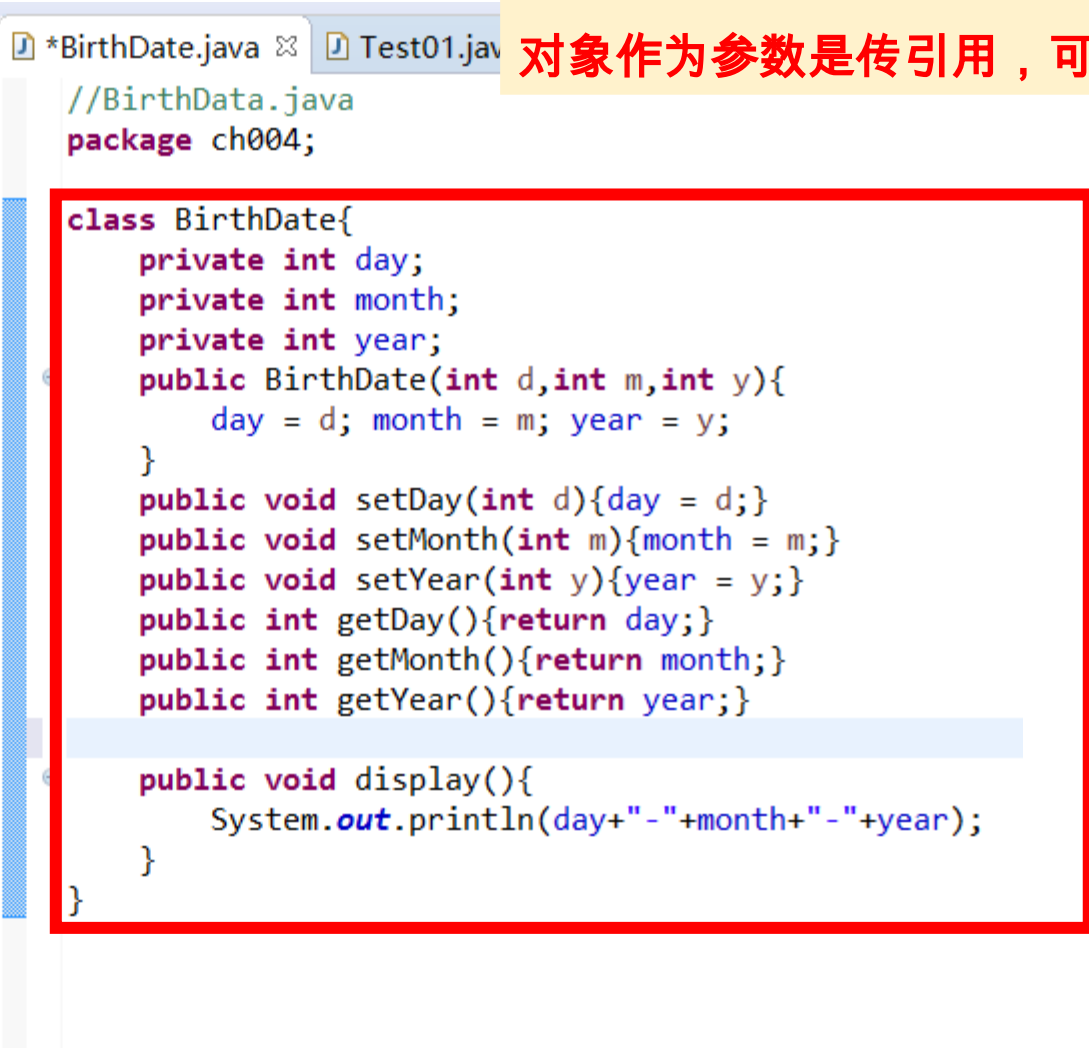 *BirthDate.java Test01.jav
对象作为参数是传引用，可
//BirthData.java
package ch004;
class BirthDate{
    private int day;
    private int month;
    private int year;
    public BirthDate(int d,int m,int y){
        day = d; month = m; year = y;
    }
    public void setDay(int d){day = d;}
    public void setMonth(int m){month = m;}
    public void setYear(int y){year = y;}
    public int getDay(){return day;}
    public int getMonth(){return month;}
    public int getYear(){return year;}
    public void display(){
        System.out.println(day+"-"+month+"-"+year);
    }
}